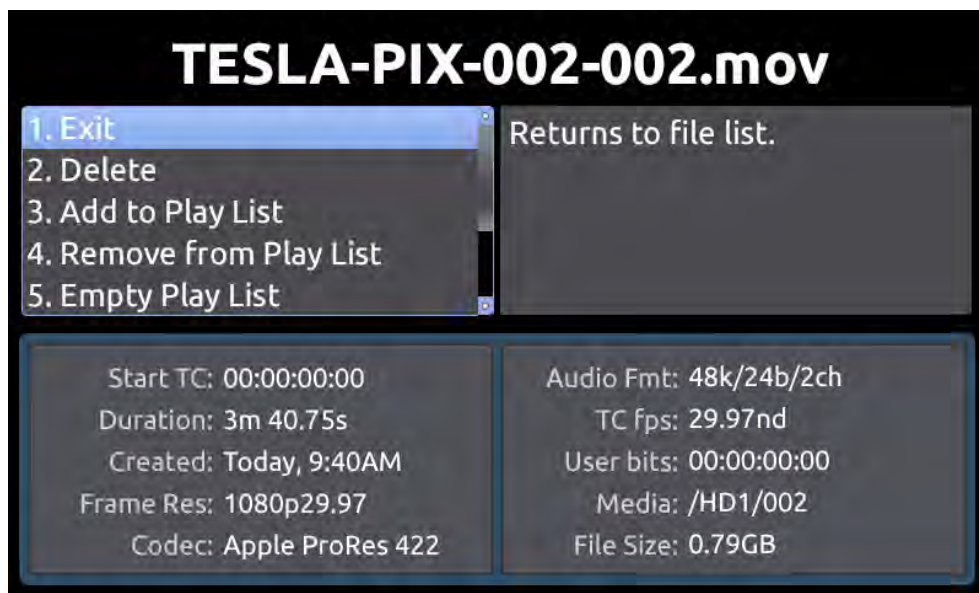 TESLA-PIX-002-002.mov
1. Exit
2. Delete
3. Add to Play List
4. Remove from Play List
5. Empty Play List
Returns to file list.
Start TC: 00:00:00:00
Duration: 3m 40.75s
Created: Today, 9:40AM
Frame Res: 1080p29.97
Codec: Apple ProRes 422
Audio Fmt: 48k/24b/2ch
TC fps: 29.97nd
User bits: 00:00:00:00
Media: /HD1/002
File Size: 0.79GB